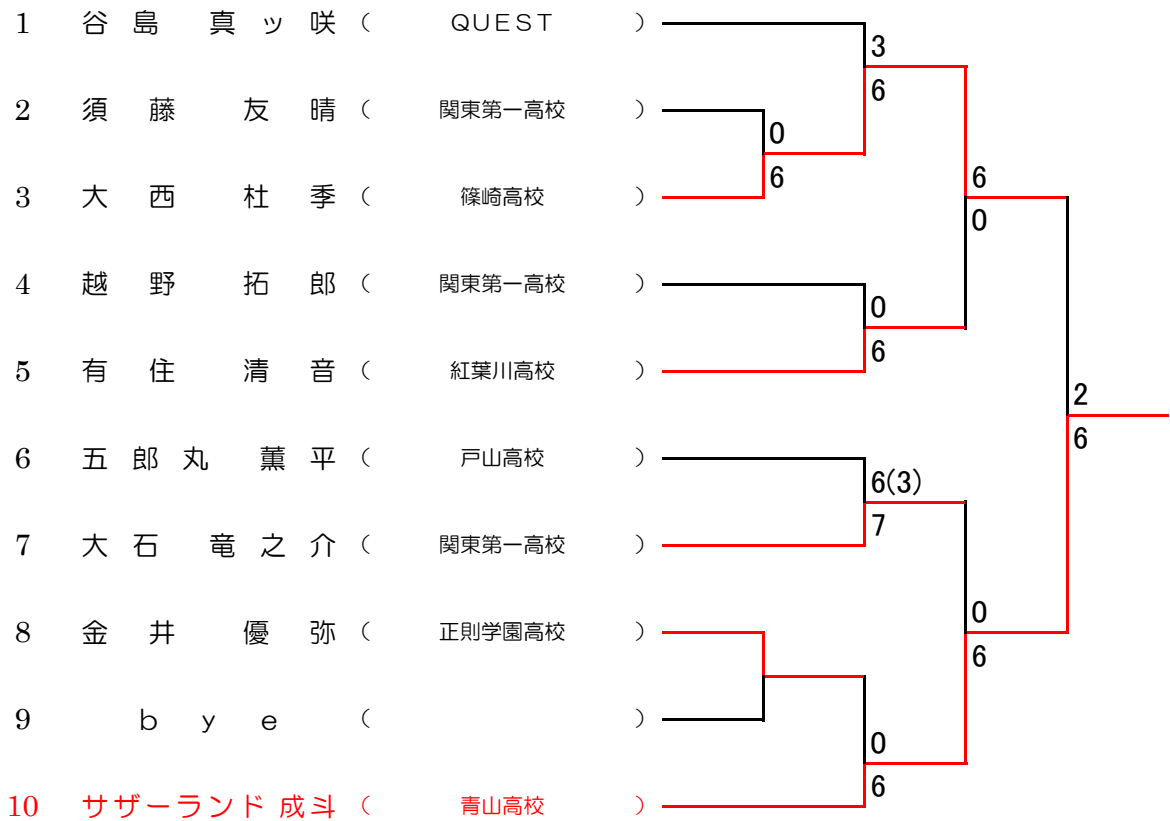 1 谷島 真ッ咲 ( QUEST ) 3
6
2 須藤 友晴 ( 関東第一高校 ) 0
6
3 大西 杜季 ( 篠崎高校 ) 6
0
4 越野 拓郎 ( 関東第一高校 ) 0
6
5 有住 清音 ( 紅葉川高校 ) 2
6
6 五郎丸 薫平 ( 戸山高校 ) 6(3)
7
7 大石 竜之介 ( 関東第一高校 )
8 金井 優弥 ( 正則学園高校 ) 0
6
9 bye ( ) 0
6
10 サザーランド 成斗 ( 青山高校 )